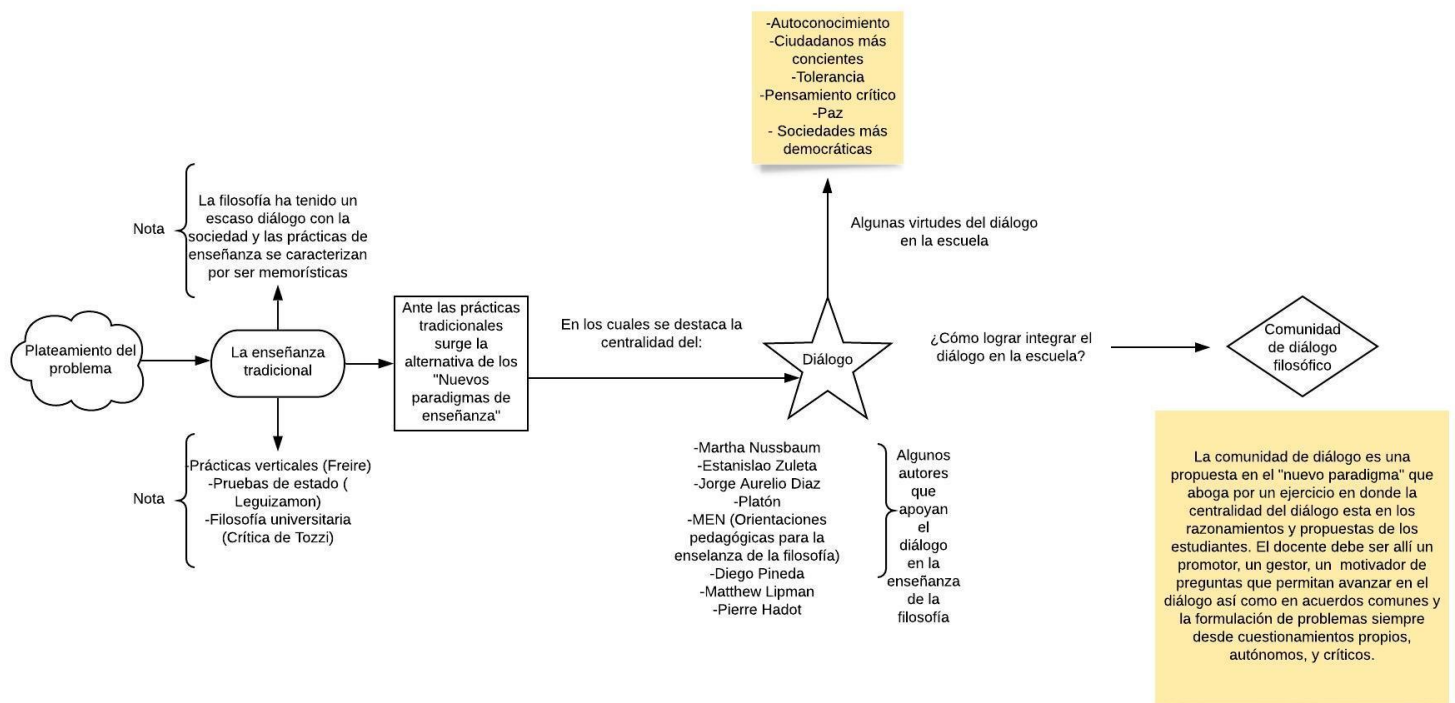 -Autoconocimiento
-Ciudadanos más
concientes
-Tolerancia
-Pensamiento crítico
-Paz
- Sociedades más
democráticas
Nota
La filosofía ha tenido un
escaso diálogo con la
sociedad y las prácticas de
enseñanza se caracterizan
por ser memorísticas
Algunas virtudes del diálogo
en la escuela
Plateamiento del
problema
La enseñanza
tradicional
Ante las prácticas
tradicionales
surge la
alternativa de los
"Nuevos
paradigmas de
enseñanza"
En los cuales se destaca la
centralidad del:
Diálogo
¿Cómo lograr integrar el
diálogo en la escuela?
Comunidad
de diálogo
filosófico
Nota
-Prácticas verticales (Freire)
-Pruebas de estado (
Leguizamon)
-Filosofía universitaria
(Crítica de Tozzi)
-Martha Nussbaum
-Estanislao Zuleta
-Jorge Aurelio Diaz
-Platón
-MEN (Orientaciones
pedagógicas para la
enselanza de la filosofía)
-Diego Pineda
-Matthew Lipman
-Pierre Hadot
Algunos
autores
que
apoyan
el
diálogo
en la
enseñanza
de la
filosofía
La comunidad de diálogo es una
propuesta en el "nuevo paradigma" que
aboga por un ejercicio en donde la
centralidad del diálogo esta en los
razonamientos y propuestas de los
estudiantes. El docente debe ser allí un
promotor, un gestor, un motivador de
preguntas que permitan avanzar en el
diálogo así como en acuerdos comunes y
la formulación de problemas siempre
desde cuestionamientos propios,
autónomos, y críticos.